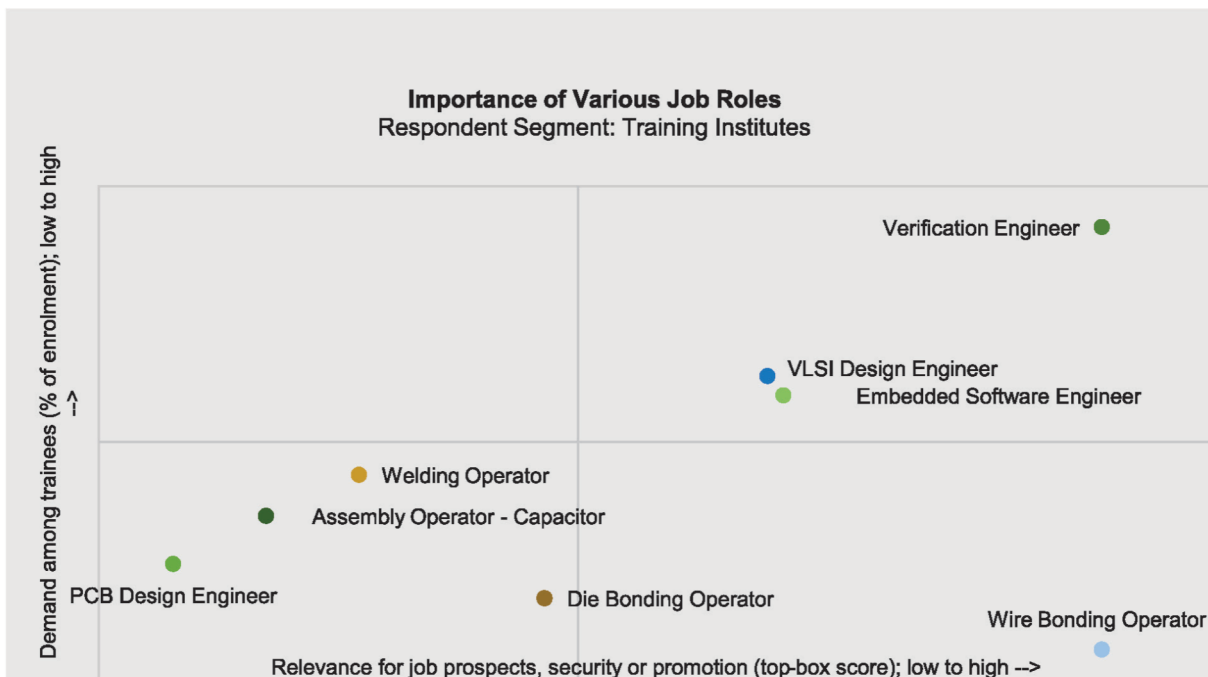 Importance of Various Job Roles
Respondent Segment: Training Institutes
Demand among trainees (% of enrolment); low to high
-->
Verification Engineer
VLSI Design Engineer
Embedded Software Engineer
Welding Operator
Assembly Operator - Capacitor
PCB Design Engineer
Die Bonding Operator
Wire Bonding Operator
Relevance for job prospects, security or promotion (top-box score); low to high -->